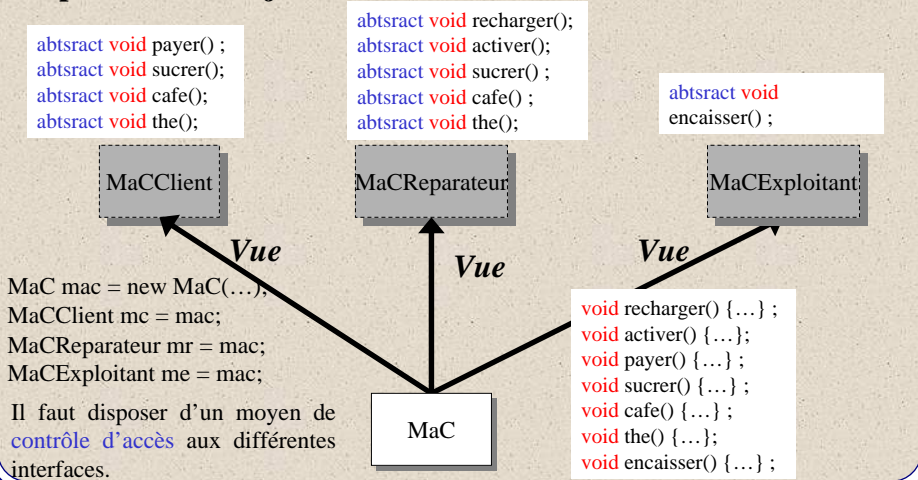 abtsract void payer() ;
abtsract void sucrer();
abtsract void cafe();
abtsract void the();
abtsract void recharger();
abtsract void activer();
abtsract void sucrer() ;
abtsract void cafe() ;
abtsract void the();
abtsract void
encaisser() ;
MaCClient
MaCReparateur
MaCExploitant
Vue
Vue
Vue
MaC mac = new MaC(…);
MaCClient mc = mac;
MaCReparateur mr = mac;
MaCExploitant me = mac;
Il faut disposer d'un moyen de
contrôle d'accès aux différentes
interfaces.
MaC
void recharger() {…} ;
void activer() {…};
void payer() {…} ;
void sucrer() {…} ;
void cafe() {…} ;
void the() {…};
void encaisser() {…} ;